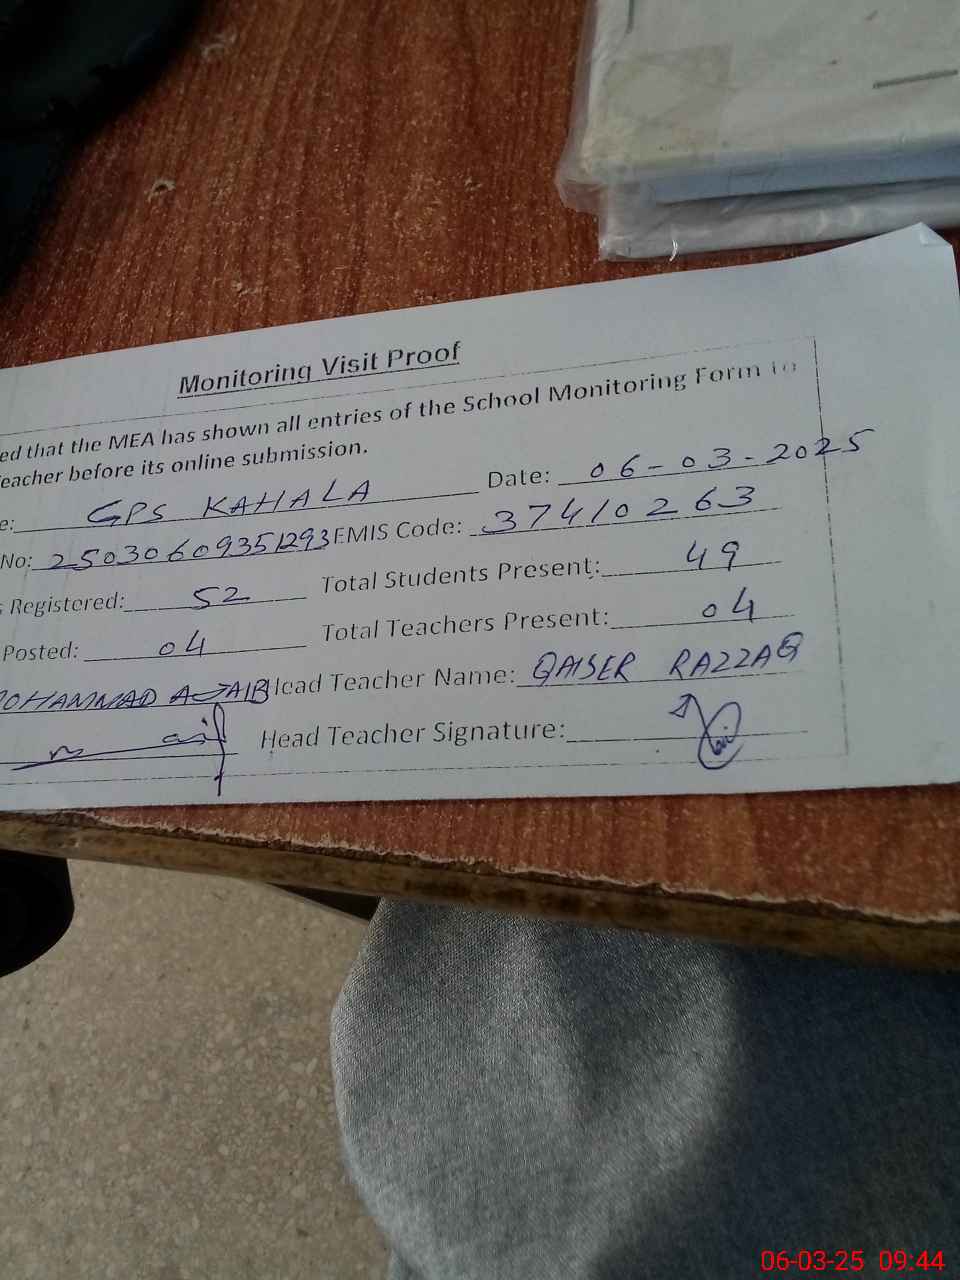 Monitoring Visit Proof
ed that the MEA has shown all entries of the School Monitoring Form to
eacher before its online submission.
e: GPS KAHALA Date: 06-03-2025
No: 25030609351293 EMIS Code: 37410263
s Registered: 52 Total Students Present: 49
Posted: 04 Total Teachers Present: 04
OHAMMAD AJAIB Head Teacher Name: QAISER RAZZAQ
Head Teacher Signature:
06-03-25 09:44